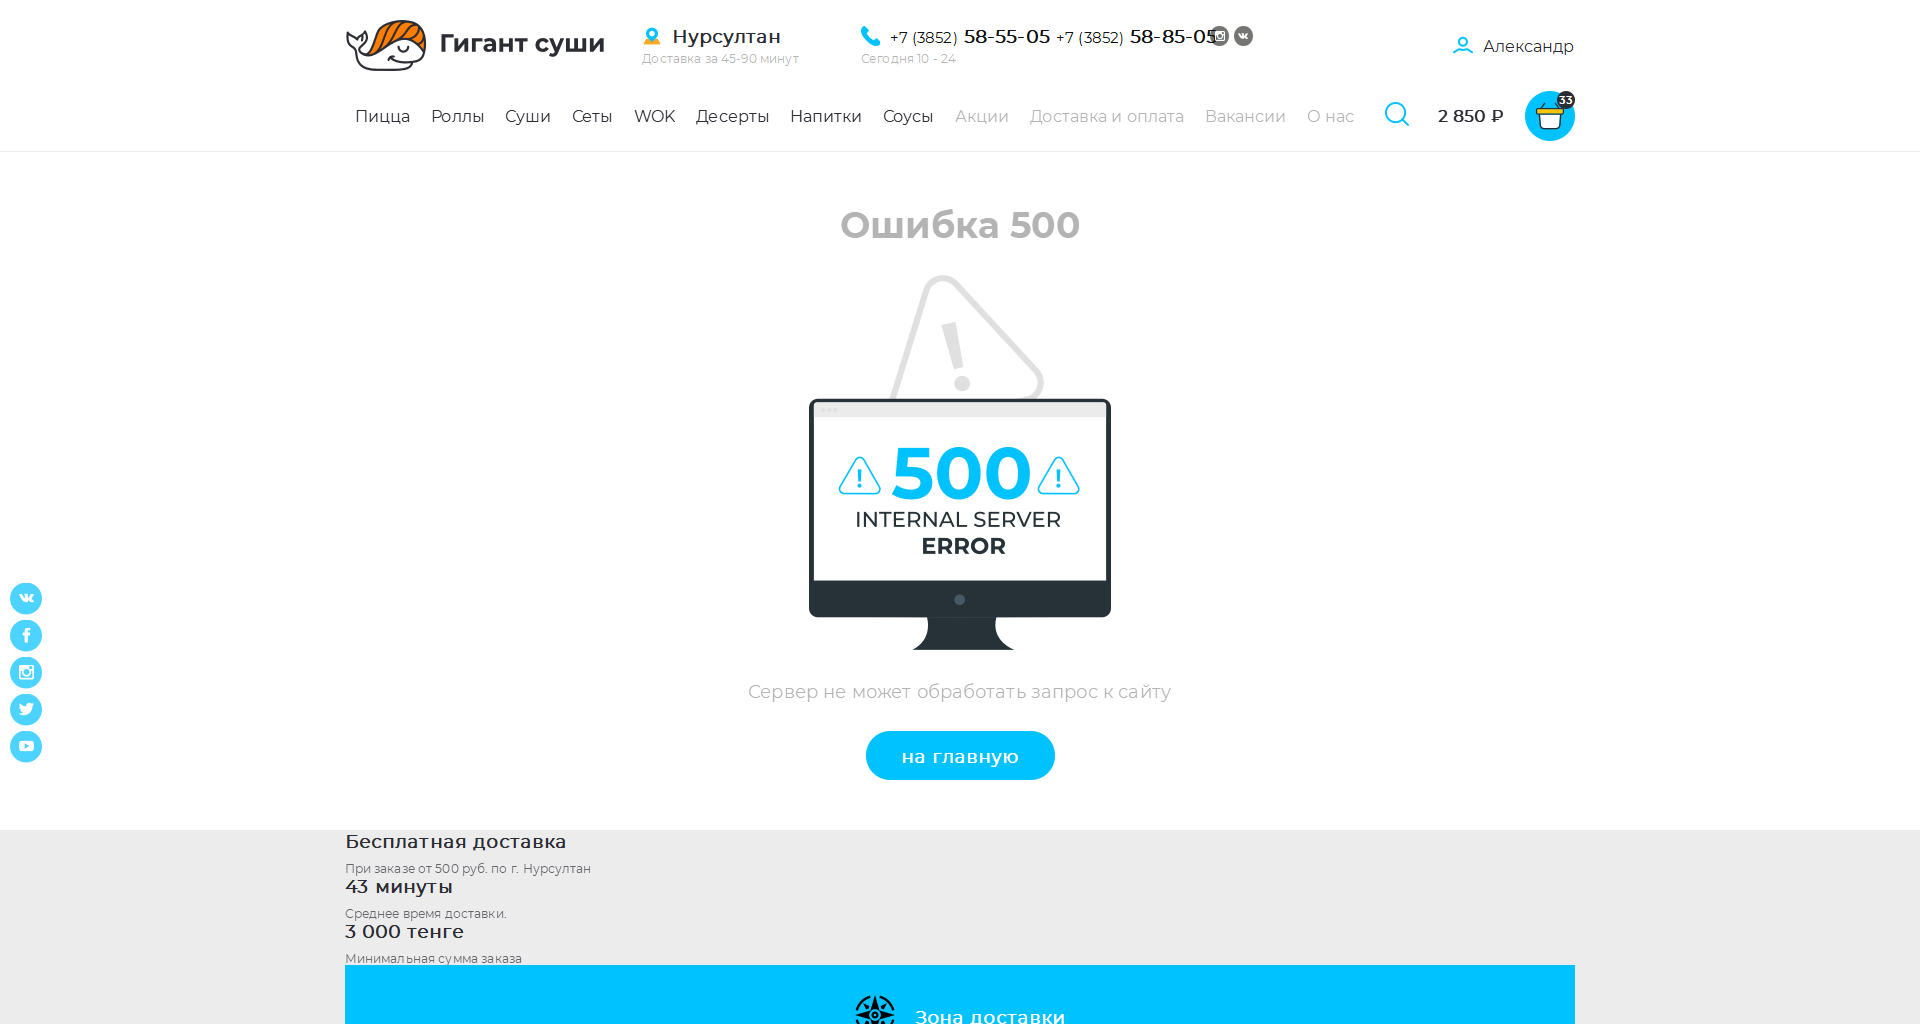 Гигант суши
Нурсултан
Доставка за 45-90 минут
+7 (3852) 58-55-05 +7 (3852) 58-85-05
Сегодня 10 - 24
Александр
Пицца Роллы Суши Сеты WOK Десерты Напитки Соусы Акции Доставка и оплата Вакансии О нас
2 850 ₽
33
Ошибка 500
500
INTERNAL SERVER
ERROR
Сервер не может обработать запрос к сайту
на главную
Бесплатная доставка
При заказе от 500 руб. по г. Нурсултан
43 минуты
Среднее время доставки.
3 000 тенге
Минимальная сумма заказа
Зона доставки